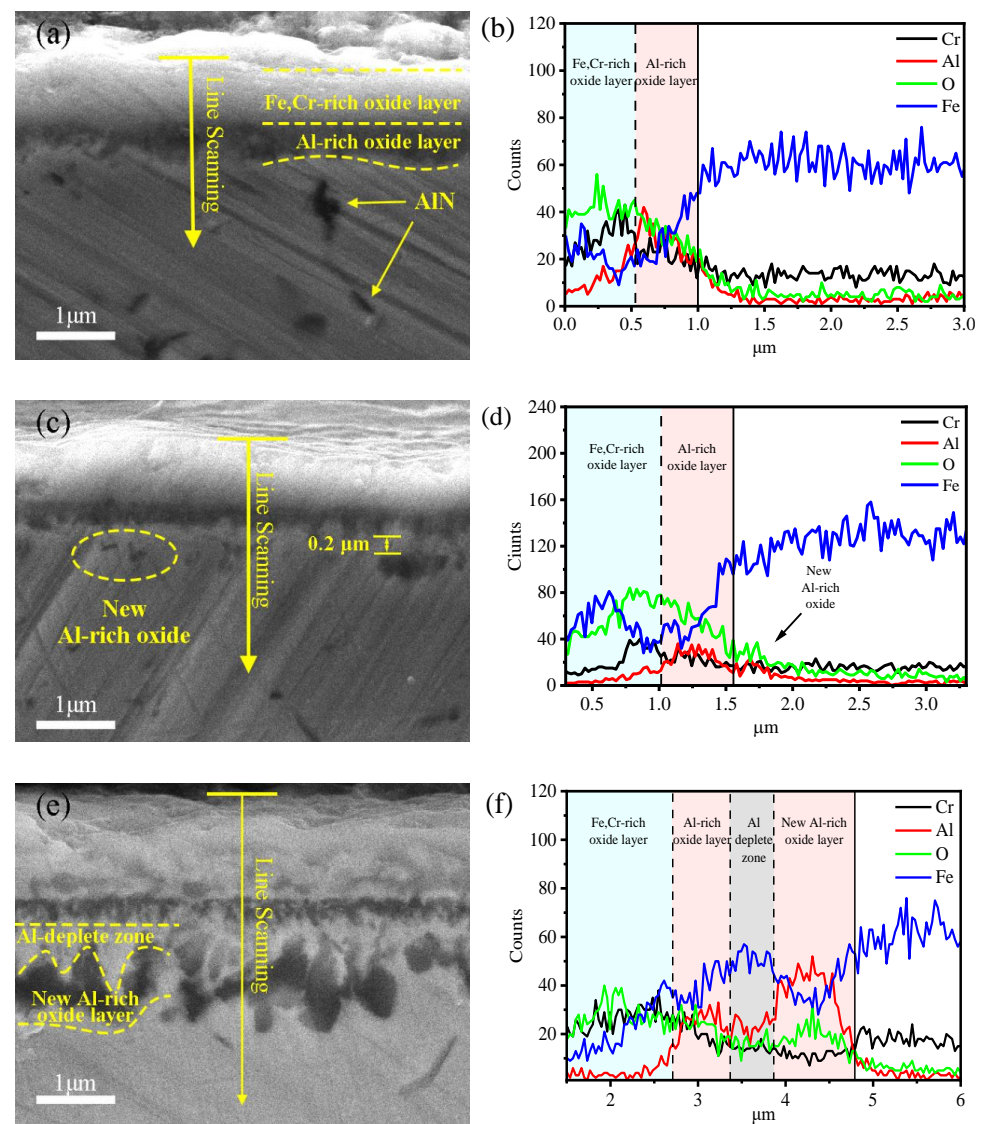 (a)
Line Scanning
Fe,Cr-rich oxide layer
Al-rich oxide layer
AlN
1μm
(b)
120
100
80
60
40
20
0
Counts
Fe,Cr-rich
oxide layer
Al-rich
oxide layer
Cr
Al
O
Fe
0.0
0.5
1.0
1.5
2.0
2.5
3.0
μm
(c)
Line Scanning
0.2 μm
New
Al-rich oxide
1μm
(d)
240
200
160
120
80
40
0
Ciunts
Fe,Cr-rich
oxide layer
Al-rich
oxide layer
Cr
Al
O
Fe
New
Al-rich
oxide
0.5
1.0
1.5
2.0
2.5
3.0
μm
(e)
Line Scanning
Al-deplete zone
New Al-rich
oxide layer
1μm
(f)
120
100
80
60
40
20
Counts
Fe,Cr-rich
oxide layer
Al-rich
oxide layer
Al
deplete
zone
New Al-rich
oxide layer
Cr
Al
O
Fe
2
3
4
5
6
μm